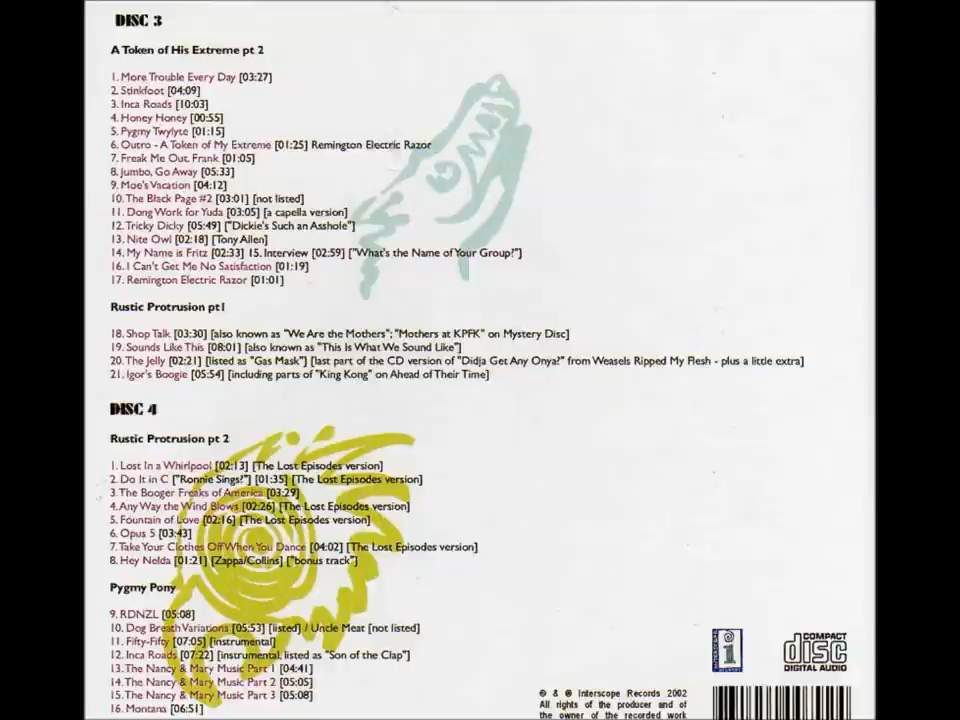 DISC 3
A Token of His Extreme pt 2
1. More Trouble Every Day [03:27]
2. Stinkfoot [04:09]
3. Inca Roads [10:03]
4. Honey Honey [00:55]
5. Pygmy Twylyte [01:15]
6. Outro - A Token of My Extreme [01:25] Remington Electric Razor
7. Freak Me Out, Frank [01:05]
8. Jumbo, Go Away [05:33]
9. Moe's Vacation [04:12]
10. The Black Page #2 [03:01] [not listed]
11. Dong Work for Yuda [03:05] [a capella version]
12. Tricky Dicky [05:49] ["Dickie's Such an Asshole"]
13. Nite Owl [02:18] [Tony Allen]
14. My Name is Fritz [02:33] 15. Interview [02:59] ["What's the Name of Your Group?"]
16. I Can't Get Me No Satisfaction [01:19]
17. Remington Electric Razor [01:01]
Rustic Protrusion pt1
18. Shop Talk [03:30] [also known as "We Are the Mothers"; "Mothers at KPFK" on Mystery Disc]
19. Sounds Like This [08:01] [also known as "This Is What We Sound Like"]
20. The Jelly [02:21] [listed as "Gas Mask"] [last part of the CD version of "Didja Get Any Onya?" from Weasels Ripped My Flesh - plus a little extra]
21. Igor's Boogie [05:54] [including parts of "King Kong" on Ahead of Their Time]
DISC 4
Rustic Protrusion pt 2
1. Lost In a Whirlpool [02:13] [The Lost Episodes version]
2. Do It in C ["Ronnie Sings?"] [01:35] [The Lost Episodes version]
3. The Booger Freaks of America [03:29]
4. Any Way the Wind Blows [02:26] [The Lost Episodes version]
5. Fountain of Love [02:16] [The Lost Episodes version]
6. Opus 5 [03:43]
7. Take Your Clothes Off When You Dance [04:02] [The Lost Episodes version]
8. Hey Nelda [01:21] [Zappa/Collins] ["bonus track"]
Pygmy Pony
9. RDNZL [05:08]
10. Dog Breath Variations [05:53] [listed] / Uncle Meat [not listed]
11. Fifty-Fifty [07:05] [instrumental]
12. Inca Roads [07:22] [instrumental, listed as "Son of the Clap"]
13. The Nancy & Mary Music Part 1 [04:41]
14. The Nancy & Mary Music Part 2 [05:05]
15. The Nancy & Mary Music Part 3 [05:08]
16. Montana [06:51]
INTERSCOPE
i
RECORDS
COMPACT
disc
DIGITAL AUDIO
℗ & © Interscope Records 2002
All rights of the producer and of
the owner of the recorded work